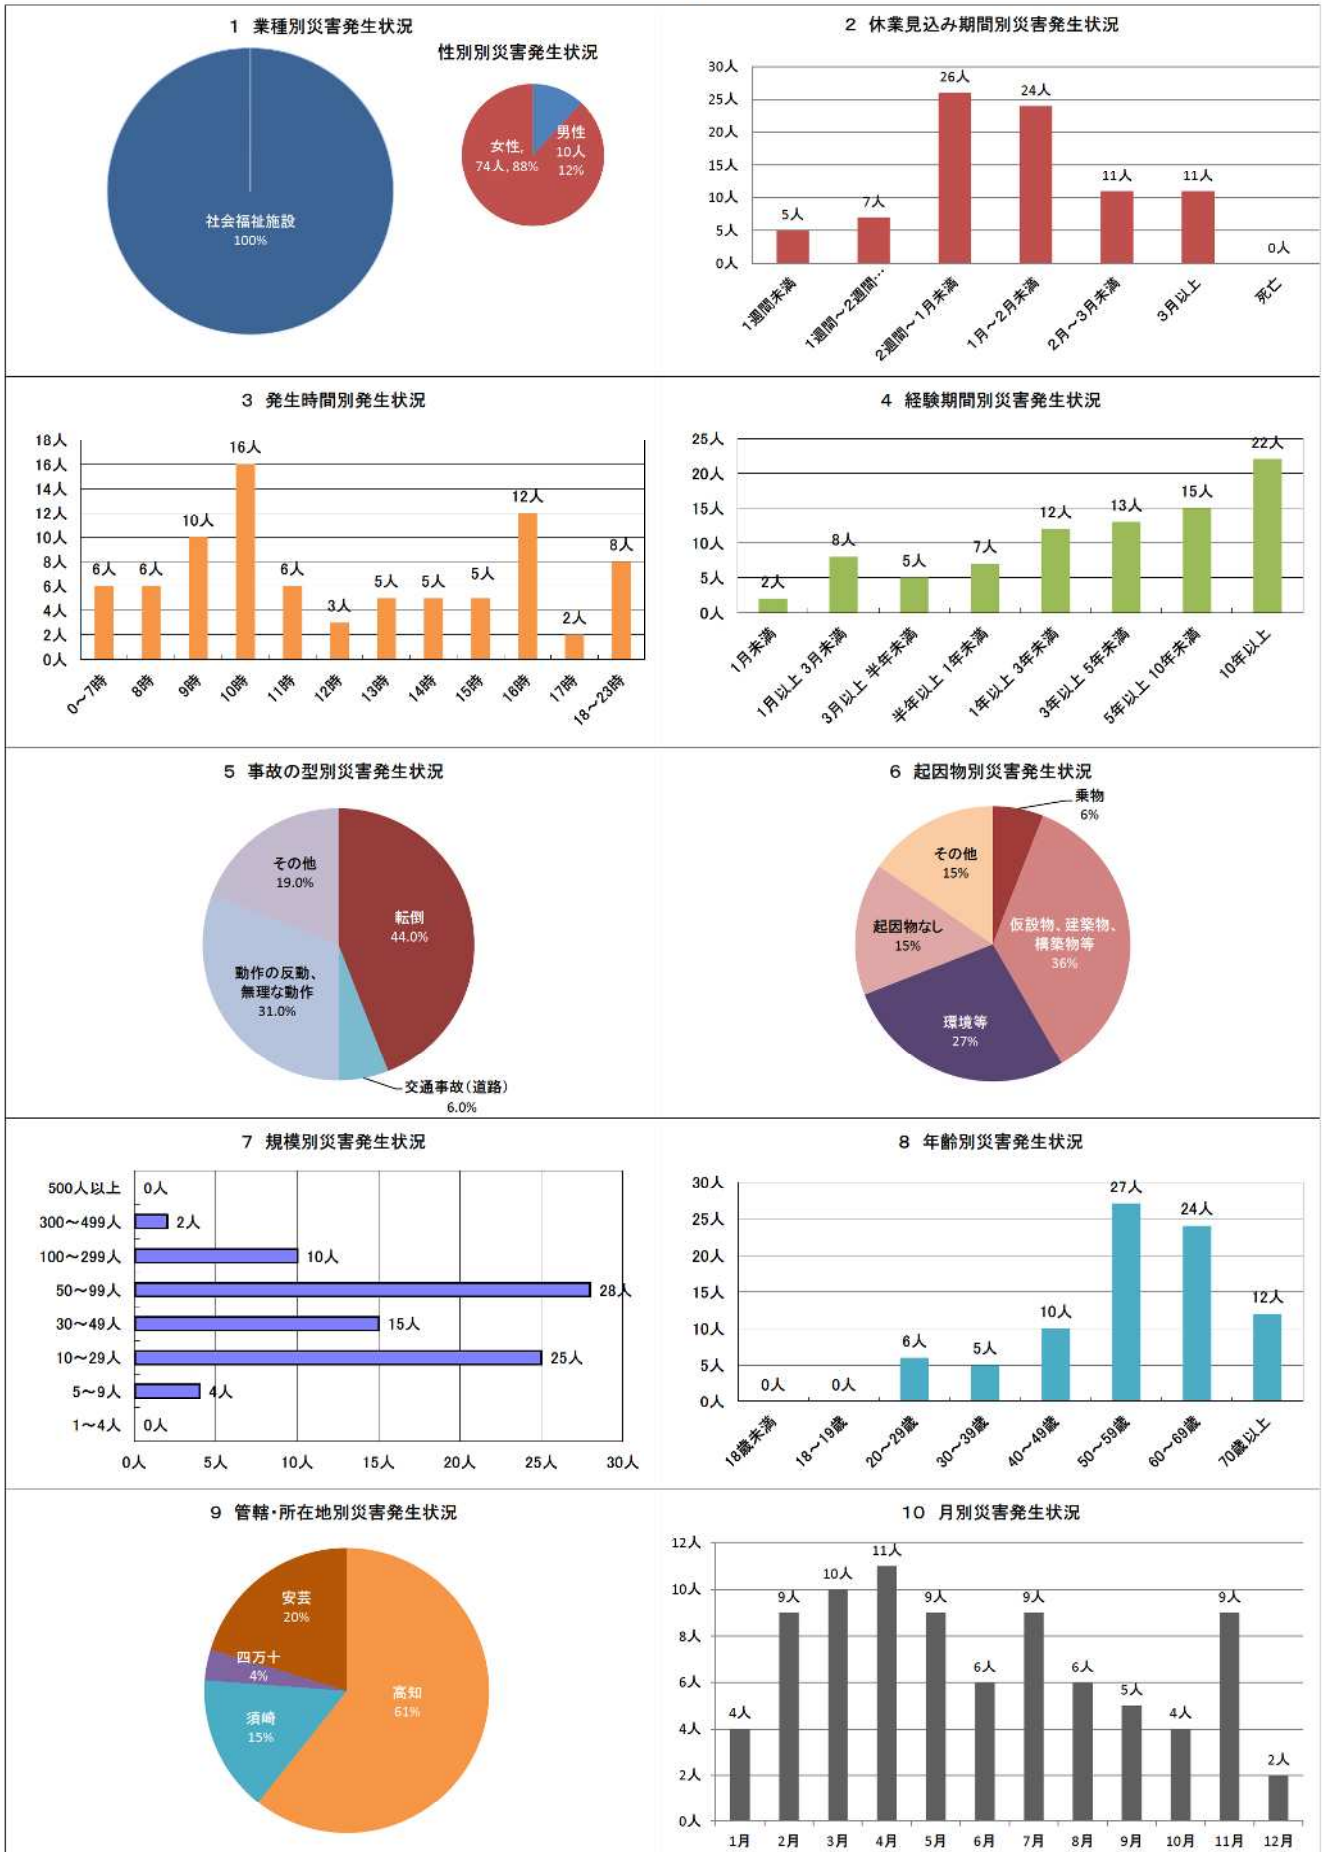 1 業種別災害発生状況
社会福祉施設
100%
性別別災害発生状況
女性,
74人, 88%
男性
10人
12%
2 休業見込み期間別災害発生状況
30人
25人
20人
15人
10人
5人
0人
5人
7人
26人
24人
11人
11人
0人
1週間未満
1週間～2週間…
2週間～1月未満
1月～2月未満
2月～3月未満
3月以上
死亡
3 発生時間別発生状況
18人
16人
14人
12人
10人
8人
6人
4人
2人
0人
6人
6人
10人
16人
6人
3人
5人
5人
5人
12人
2人
8人
0～7時
8時
9時
10時
11時
12時
13時
14時
15時
16時
17時
18～23時
4 経験期間別災害発生状況
25人
20人
15人
10人
5人
0人
2人
8人
5人
7人
12人
13人
15人
22人
1月未満
1月以上 3月未満
3月以上 半年未満
半年以上 1年未満
1年以上 3年未満
3年以上 5年未満
5年以上 10年未満
10年以上
5 事故の型別災害発生状況
その他
19.0%
転倒
44.0%
動作の反動、
無理な動作
31.0%
交通事故(道路)
6.0%
6 起因物別災害発生状況
乗物
6%
その他
15%
仮設物、建築物、
構築物等
36%
起因物なし
15%
環境等
27%
7 規模別災害発生状況
500人以上 0人
300～499人 2人
100～299人 10人
50～99人 28人
30～49人 15人
10～29人 25人
5～9人 4人
1～4人 0人
0人 5人 10人 15人 20人 25人 30人
8 年齢別災害発生状況
30人
25人
20人
15人
10人
5人
0人
0人
0人
6人
5人
10人
27人
24人
12人
18歳未満
18～19歳
20～29歳
30～39歳
40～49歳
50～59歳
60～69歳
70歳以上
9 管轄・所在地別災害発生状況
安芸
20%
四万十
4%
須崎
15%
高知
61%
10 月別災害発生状況
12人
10人
8人
6人
4人
2人
0人
4人
9人
10人
11人
9人
6人
9人
6人
5人
4人
9人
2人
1月 2月 3月 4月 5月 6月 7月 8月 9月 10月 11月 12月